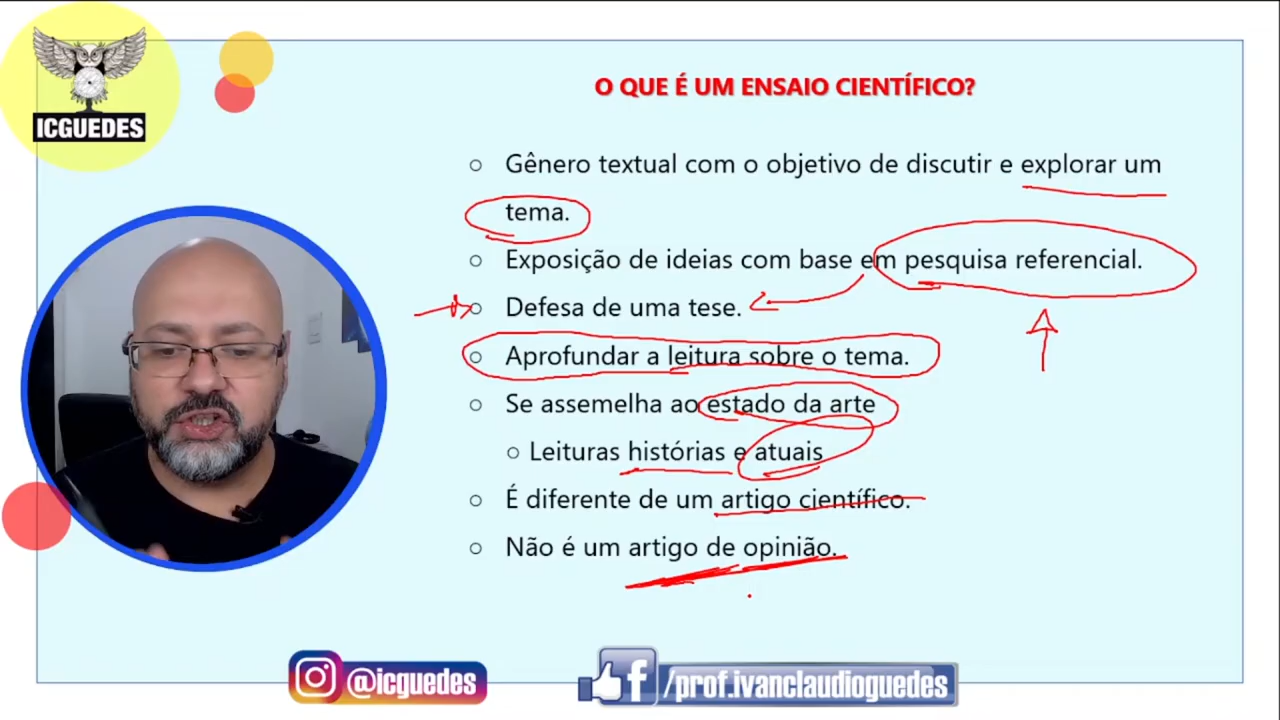 ICGUEDES
O QUE É UM ENSAIO CIENTÍFICO?
○ Gênero textual com o objetivo de discutir e explorar um
tema.
○ Exposição de ideias com base em pesquisa referencial.
○ Defesa de uma tese.
○ Aprofundar a leitura sobre o tema.
○ Se assemelha ao estado da arte
○ Leituras histórias e atuais
○ É diferente de um artigo científico.
○ Não é um artigo de opinião.
@icguedes
/prof.ivanclaudioguedes